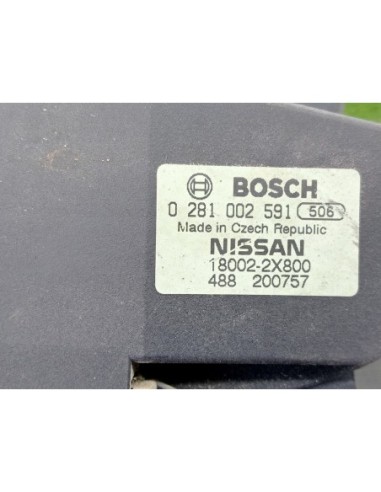 BOSCH
0 281 002 591 506
Made in Czech Republic
NISSAN
18002-2X800
488 200757